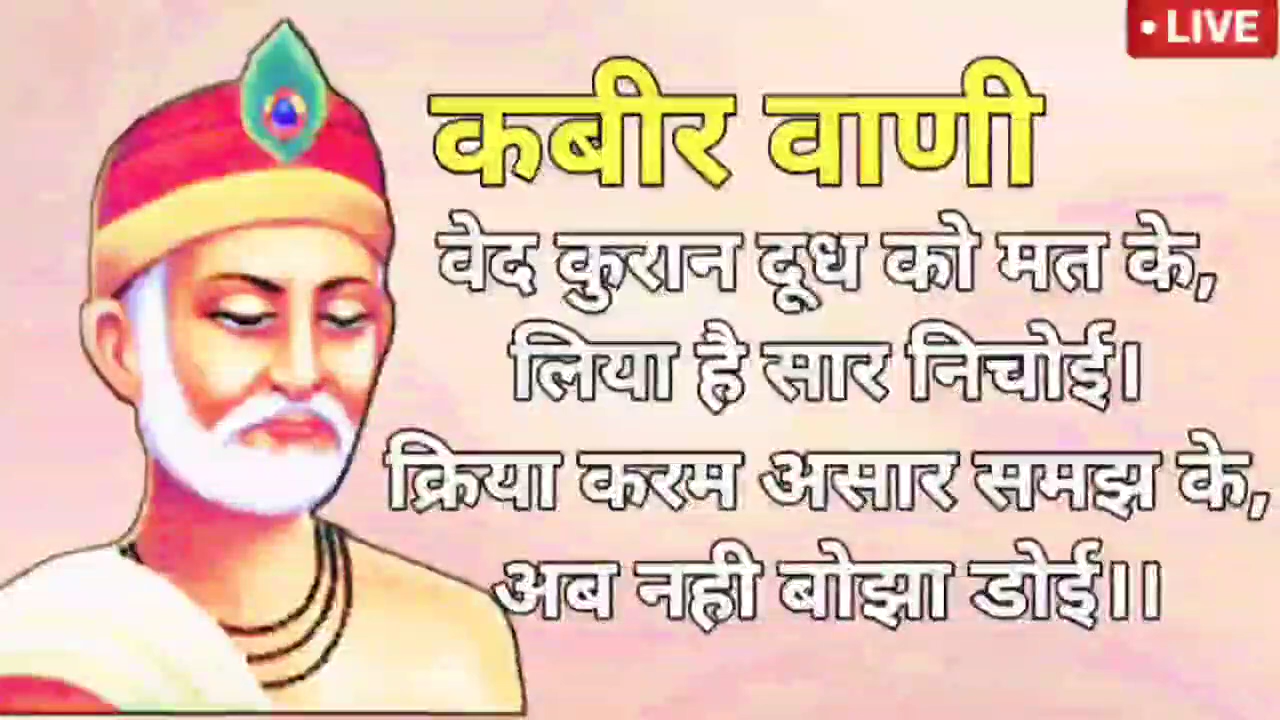 • LIVE
कबीर वाणी
वेद कुरान दूध को मत के,
लिया है सार निचोई।
क्रिया करम असार समझ के,
अब नही बोझा डोई।।